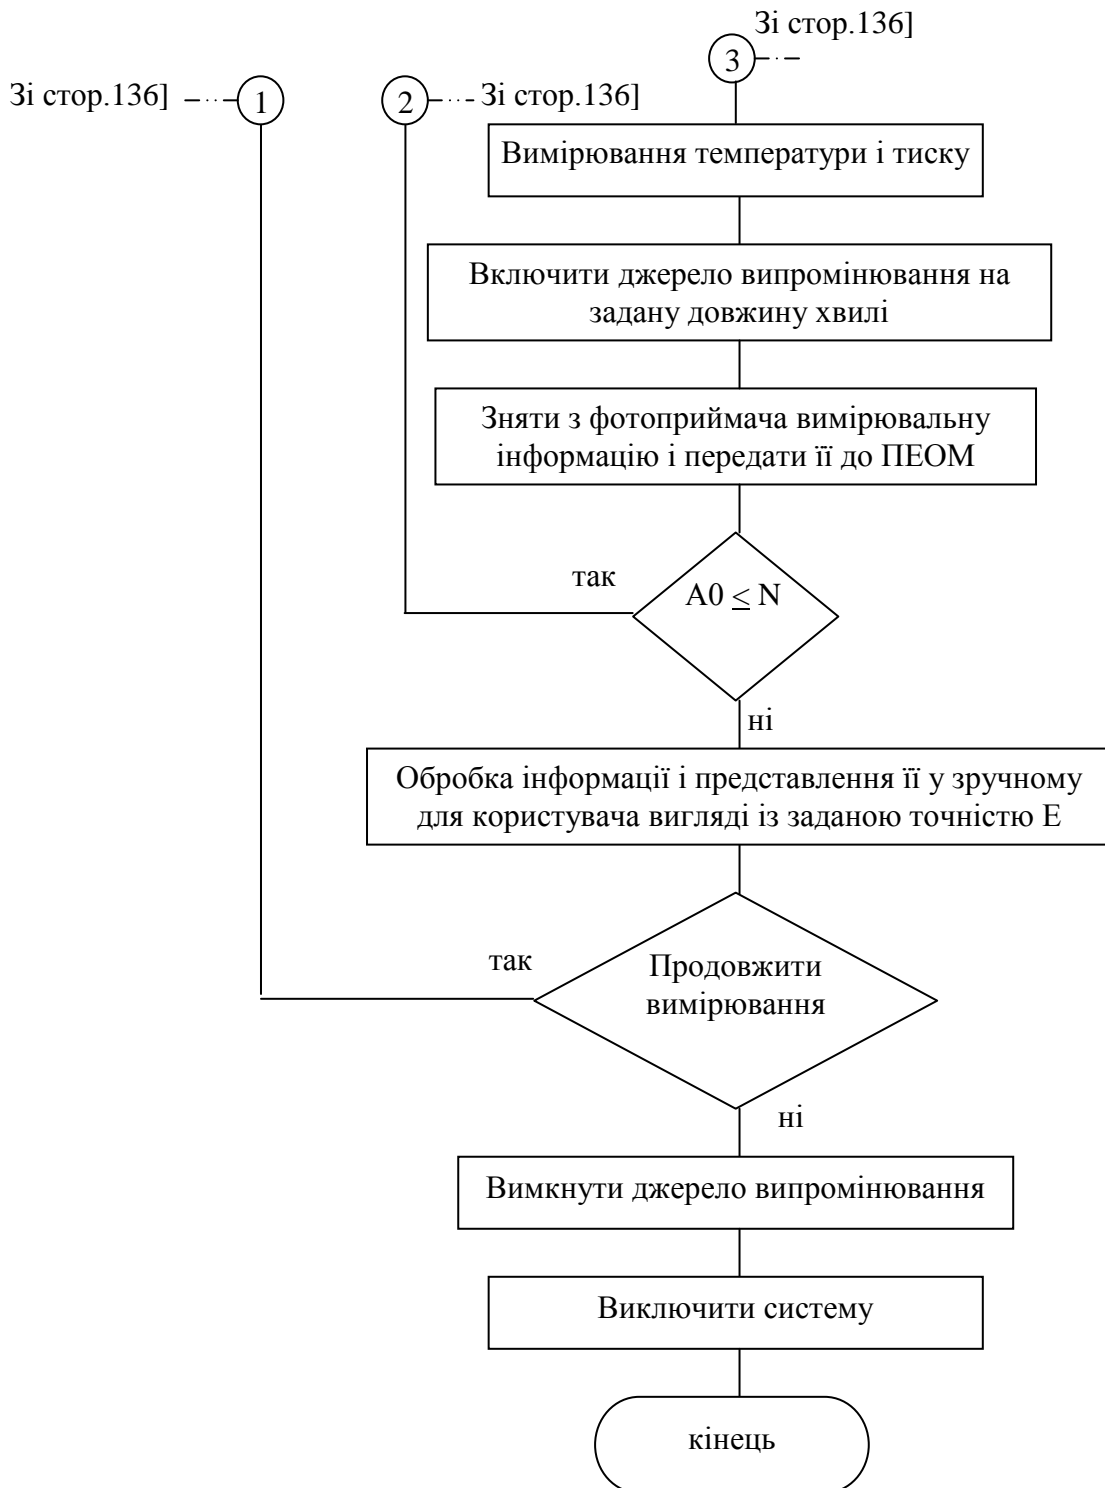 Зі стор.136]
3
Зі стор.136]
1
2
Зі стор.136]
Вимірювання температури і тиску
Включити джерело випромінювання на
задану довжину хвилі
Зняти з фотоприймача вимірювальну
інформацію і передати її до ПЕОМ
так
А0 ≤ N
ні
Обробка інформації і представлення її у зручному
для користувача вигляді із заданою точністю Е
так
Продовжити
вимірювання
ні
Вимкнути джерело випромінювання
Виключити систему
кінець